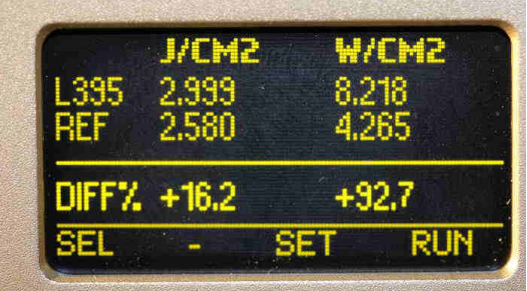 J/CM2 W/CM2
L395 2.999 8.218
REF 2.580 4.265
DIFF% +16.2 +92.7
SEL - SET RUN